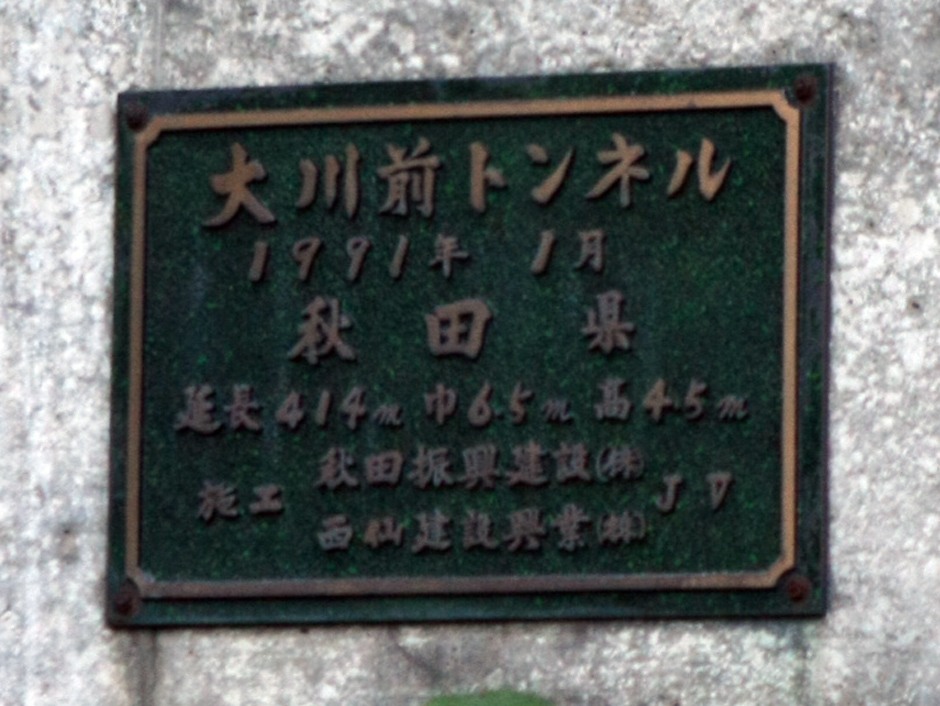 大川前トンネル
1991年 1月
秋田県
延長414m 巾6.5m 高4.5m
施工 秋田振興建設(株) JV
西仙建設興業(株)